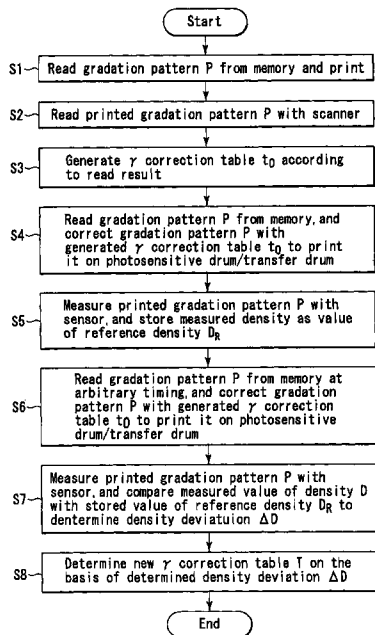 Start
S1
Read gradation pattern P from memory and print
S2
Read printed gradation pattern P with scanner
S3
Generate γ correction table t0 according
to read result
S4
Read gradation pattern P from memory, and
correct gradation pattern P with
generated γ correction table t0 to print
it on photosensitive drum/transfer drum
S5
Measure printed gradation pattern P with
sensor, and store measured density as value
of reference density DR
S6
Read gradation pattern P from memory at
arbitrary timing, and correct gradation
pattern P with generated γ correction
table t0 to print it on photosensitive
drum/transfer drum
S7
Measure printed gradation pattern P with
sensor, and compare measured value of density D
with stored value of reference density DR to
dentermine density deviatuion ΔD
S8
Determine new γ correction table T on the
basis of determined density deviation ΔD
End